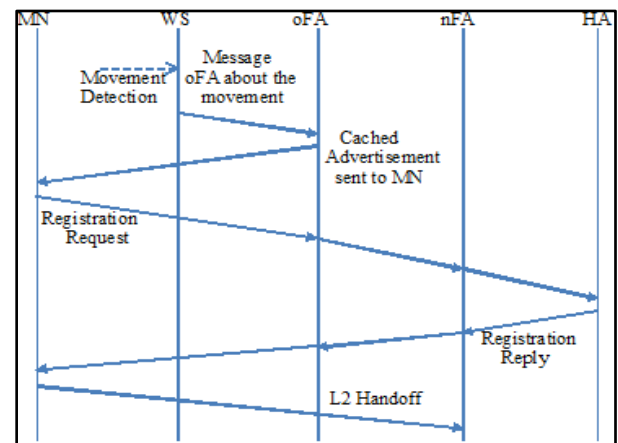 MN WS oFA nFA HA
Movement
Detection
Message
oFA about the
movement
Cached
Advertisement
sent to MN
Registration
Request
Registration
Reply
L2 Handoff